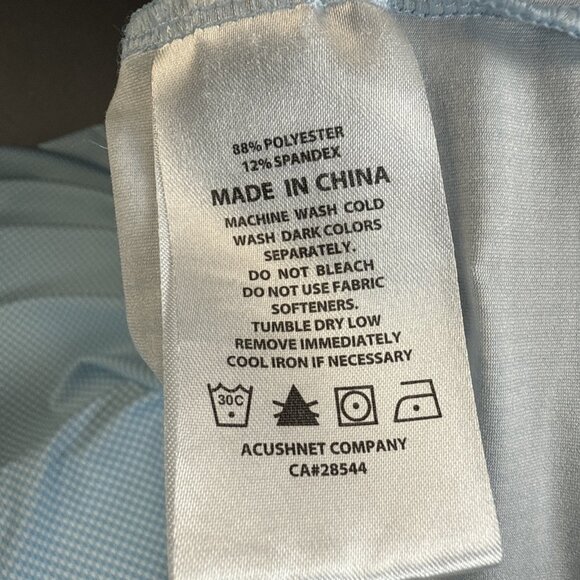 88% POLYESTER
12% SPANDEX
MADE IN CHINA
MACHINE WASH COLD
WASH DARK COLORS
SEPARATELY.
DO NOT BLEACH
DO NOT USE FABRIC
SOFTENERS.
TUMBLE DRY LOW
REMOVE IMMEDIATELY
COOL IRON IF NECESSARY
30C
ACUSHNET COMPANY
CA#28544